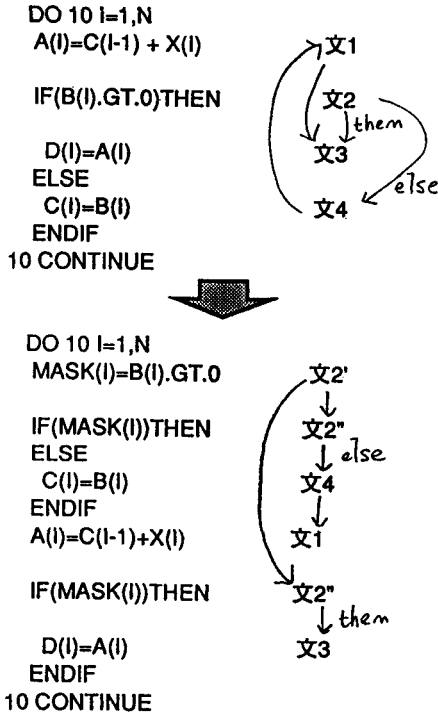 DO 10 I=1,N
A(I)=C(I-1) + X(I) 文1
IF(B(I).GT.0)THEN 文2
then
D(I)=A(I) 文3
ELSE else
C(I)=B(I) 文4
ENDIF
10 CONTINUE
DO 10 I=1,N
MASK(I)=B(I).GT.0 文2'
IF(MASK(I))THEN 文2"
ELSE else
C(I)=B(I) 文4
ENDIF
A(I)=C(I-1)+X(I) 文1
IF(MASK(I))THEN 文2"
then
D(I)=A(I) 文3
ENDIF
10 CONTINUE